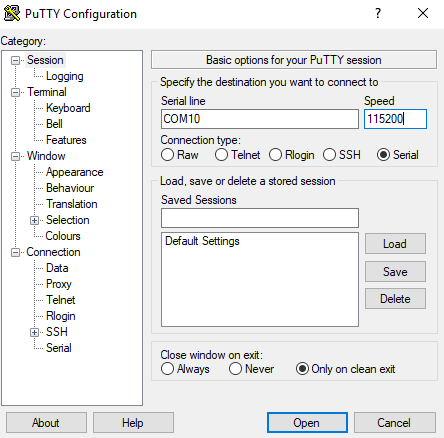 PuTTY Configuration
Category:
Session
Logging
Terminal
Keyboard
Bell
Features
Window
Appearance
Behaviour
Translation
Selection
Colours
Connection
Data
Proxy
Telnet
Rlogin
SSH
Serial
Basic options for your PuTTY session
Specify the destination you want to connect to
Serial line Speed
COM10 115200
Connection type:
Raw Telnet Rlogin SSH Serial
Load, save or delete a stored session
Saved Sessions
Default Settings
Load
Save
Delete
Close window on exit:
Always Never Only on clean exit
About Help Open Cancel